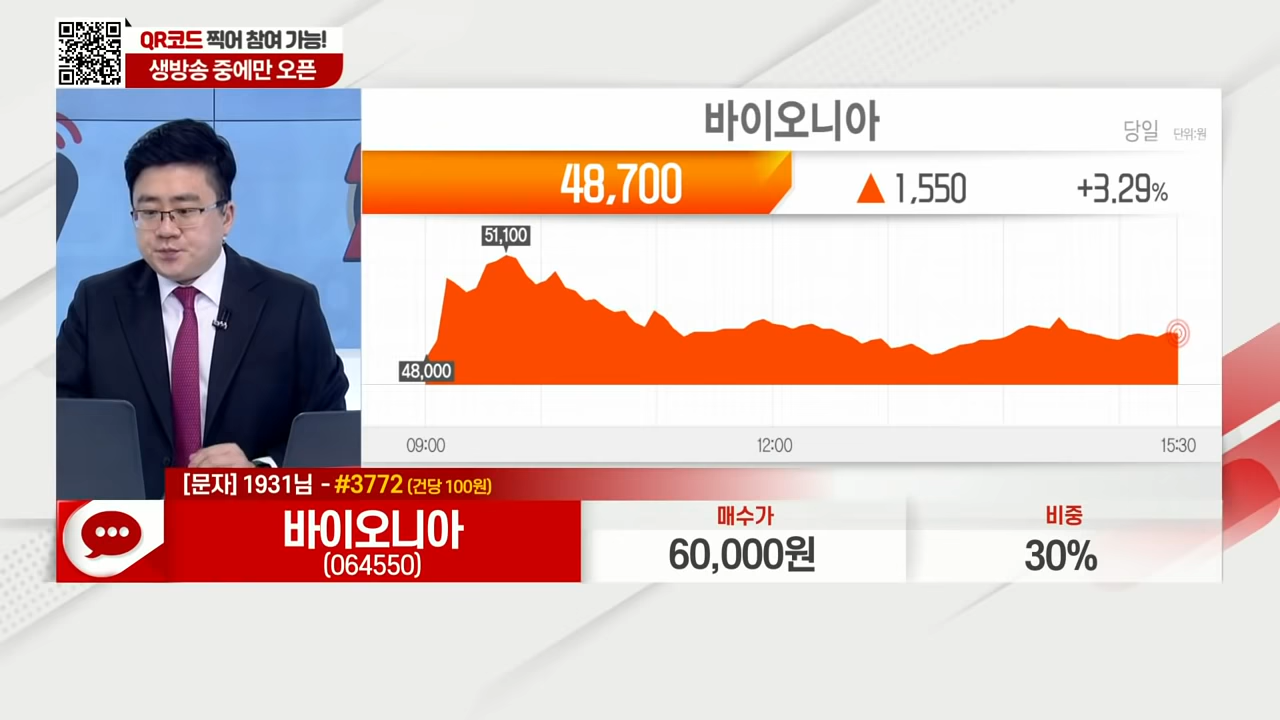 QR코드 찍어 참여 가능!
생방송 중에만 오픈
바이오니아
당일 단위:원
48,700 ▲ 1,550 +3.29%
51,100
48,000
09:00 12:00 15:30
[문자] 1931님 - #3772 (건당 100원)
바이오니아
(064550)
매수가
60,000원
비중
30%